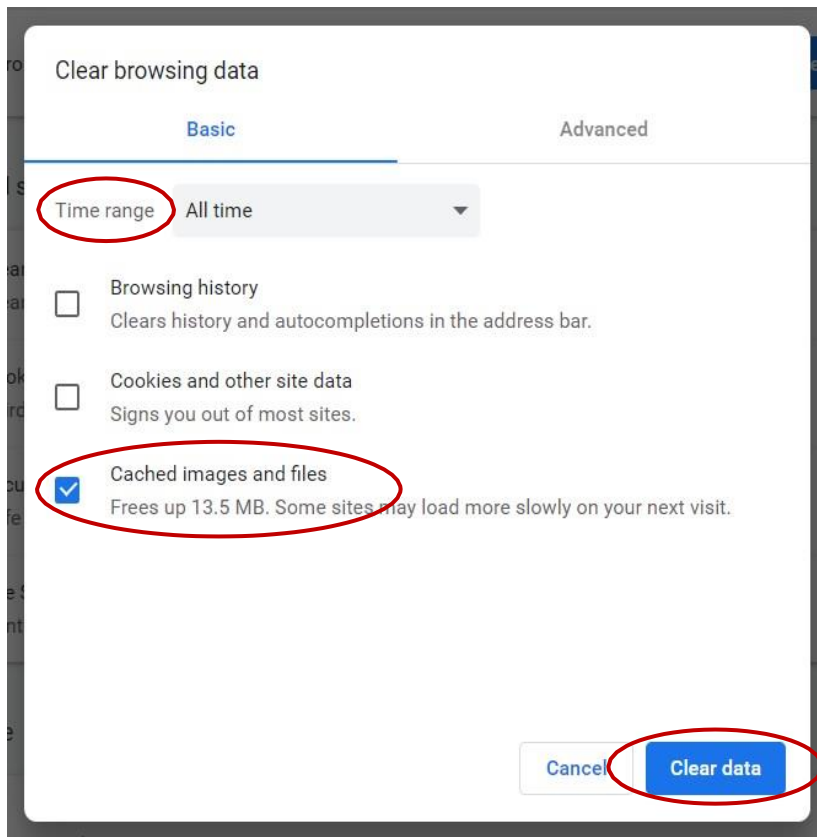 Clear browsing data
Basic Advanced
Time range All time
Browsing history
Clears history and autocompletions in the address bar.
Cookies and other site data
Signs you out of most sites.
Cached images and files
Frees up 13.5 MB. Some sites may load more slowly on your next visit.
Cancel Clear data